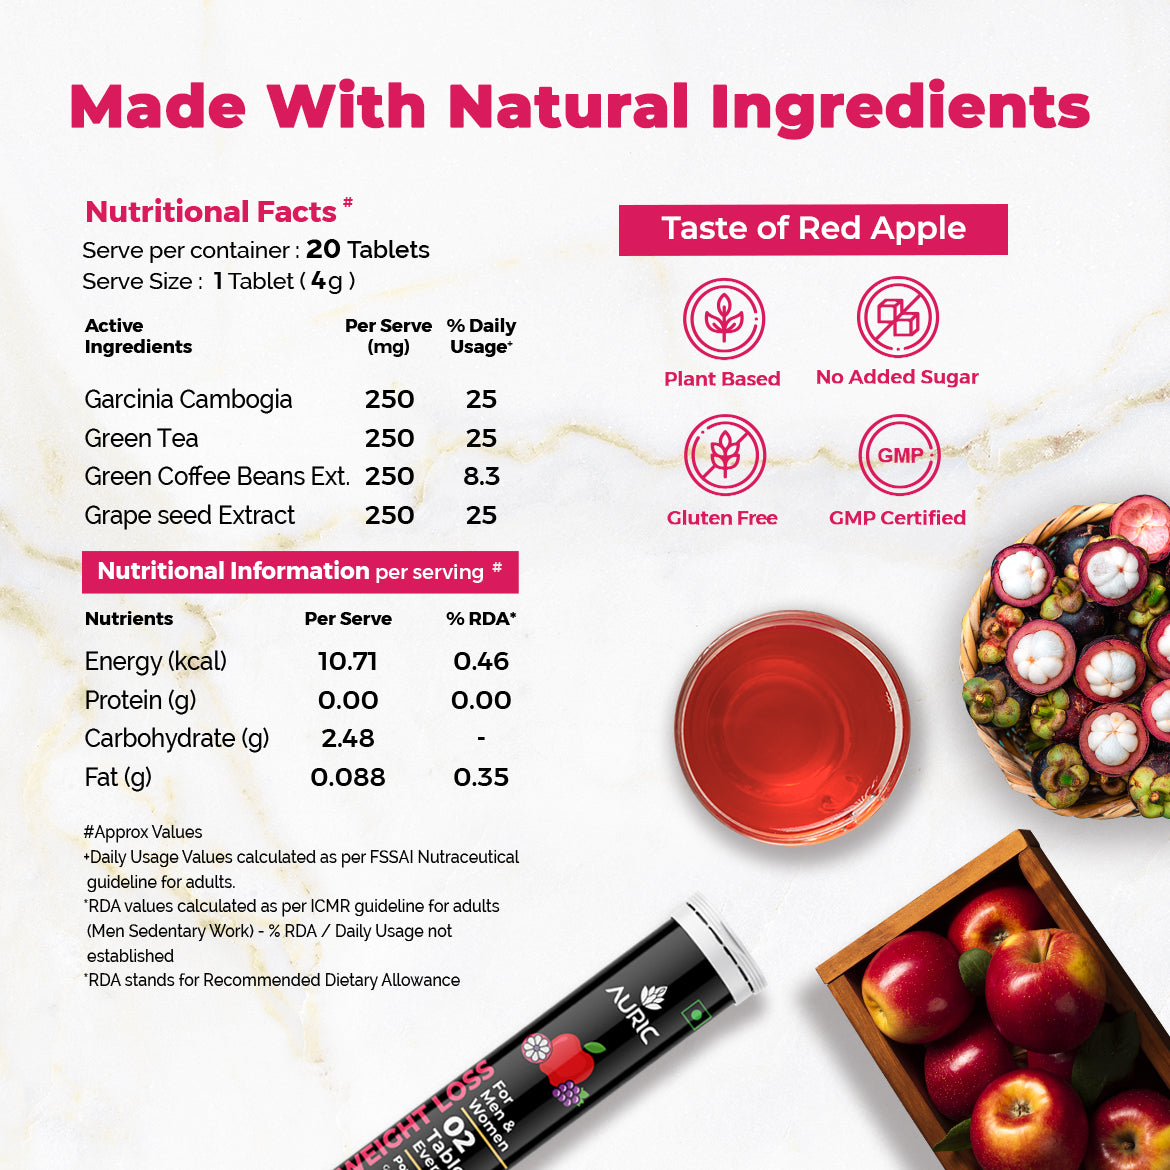 Made With Natural Ingredients
Nutritional Facts #
Serve per container : 20 Tablets
Serve Size : 1 Tablet ( 4g )
Active Ingredients Per Serve (mg) % Daily Usage+
Garcinia Cambogia 250 25
Green Tea 250 25
Green Coffee Beans Ext. 250 8.3
Grape seed Extract 250 25
Nutritional Information per serving #
Nutrients Per Serve % RDA*
Energy (kcal) 10.71 0.46
Protein (g) 0.00 0.00
Carbohydrate (g) 2.48 -
Fat (g) 0.088 0.35
#Approx Values
+Daily Usage Values calculated as per FSSAI Nutraceutical
guideline for adults.
*RDA values calculated as per ICMR guideline for adults
(Men Sedentary Work) - % RDA / Daily Usage not
established
*RDA stands for Recommended Dietary Allowance
Taste of Red Apple
Plant Based
No Added Sugar
Gluten Free
GMP
GMP Certified
AURIC
WEIGHT LOSS
For
Men &
Women
02